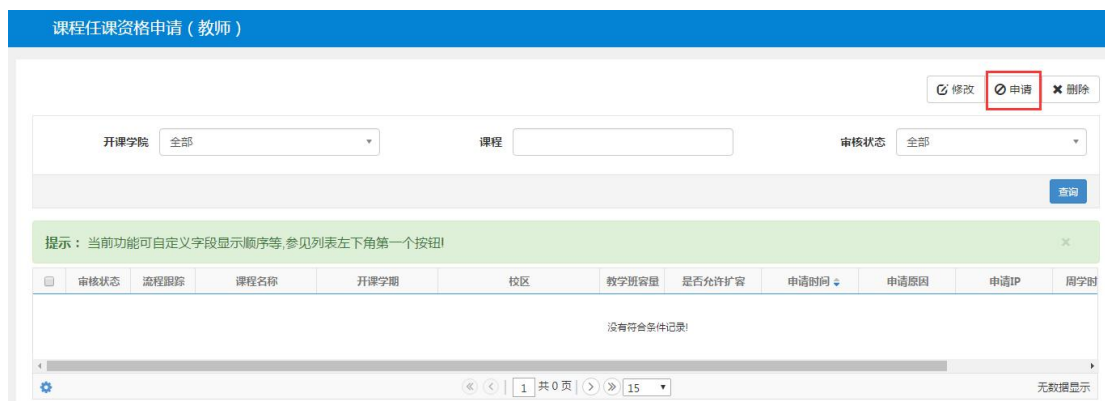 课程任课资格申请（教师）
修改 申请 删除
开课学院 全部 课程 审核状态 全部
查询
提示：当前功能可自定义字段显示顺序等,参见列表左下角第一个按钮!
审核状态 流程跟踪 课程名称 开课学期 校区 教学班容量 是否允许扩容 申请时间 申请原因 申请IP 周学时
没有符合条件记录!
1 共 0 页 15 无数据显示